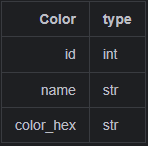 Color type
id int
name str
color_hex str